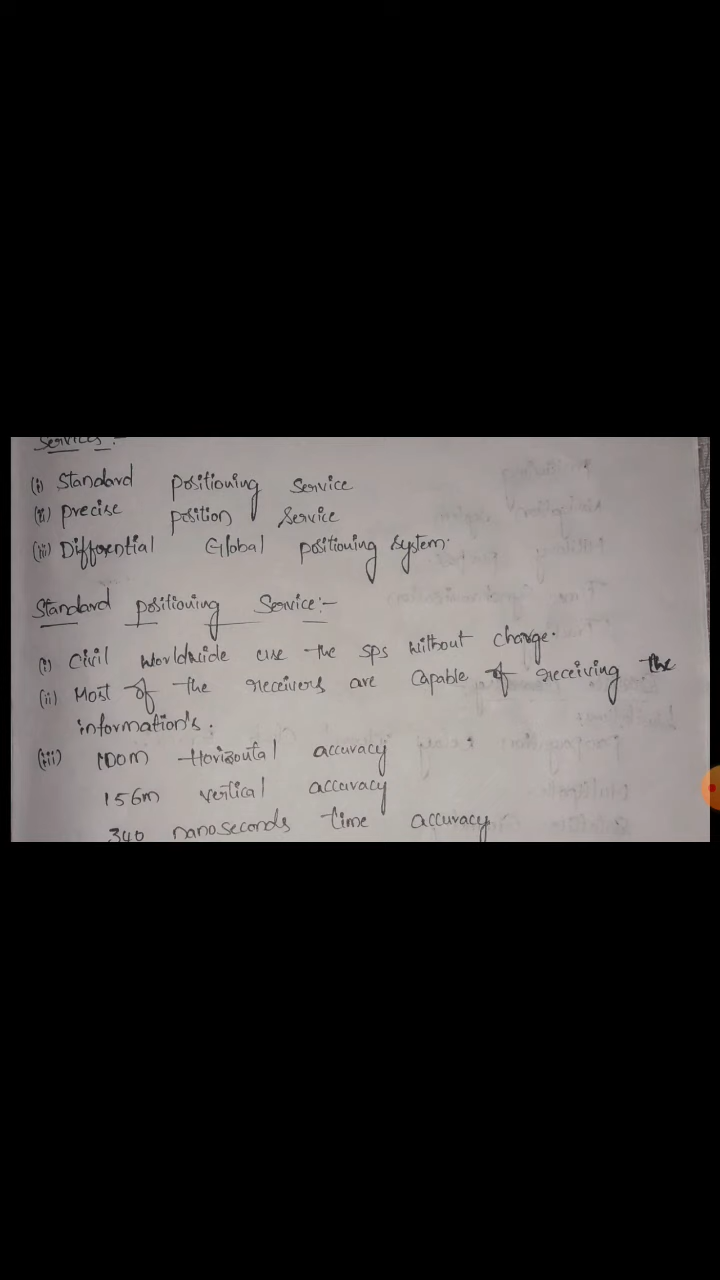 Services :-
(i) Standard positioning service
(ii) precise position service
(iii) Differential Global positioning system.
Standard positioning Service:-
(i) Civil worldwide use the SPS without charge.
(ii) Most of the receivers are capable of receiving the
information's.
(iii) 100m Horizontal accuracy
156m vertical accuracy
340 nanoseconds time accuracy